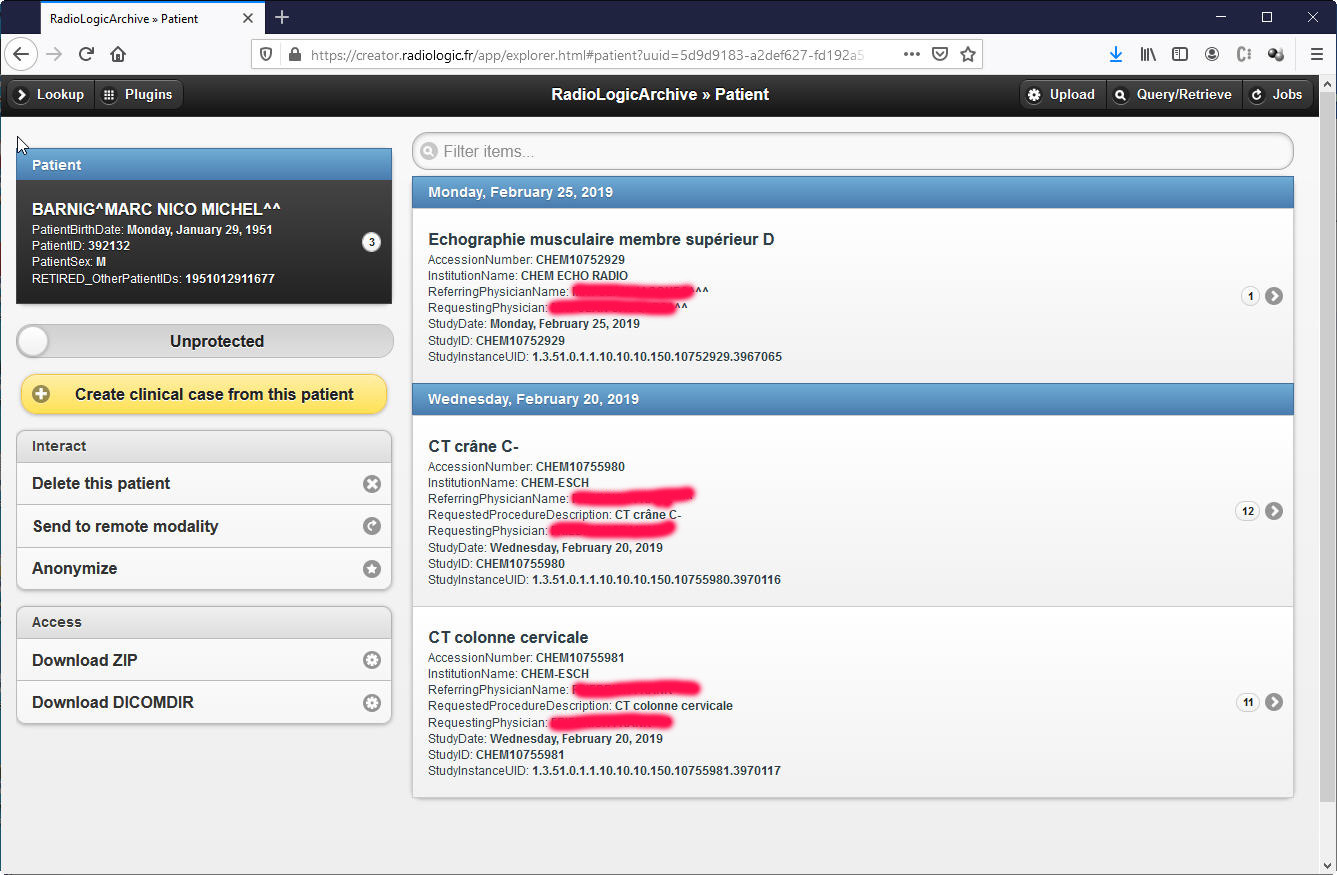 RadioLogicArchive » Patient
https://creator.radiologic.fr/app/explorer.html#patient?uuid=5d9d9183-a2def627-fd192a5
Lookup
Plugins
RadioLogicArchive » Patient
Upload
Query/Retrieve
Jobs
Patient
BARNIG^MARC NICO MICHEL^^
PatientBirthDate: Monday, January 29, 1951
PatientID: 392132
PatientSex: M
RETIRED_OtherPatientIDs: 1951012911677
3
Unprotected
Create clinical case from this patient
Interact
Delete this patient
Send to remote modality
Anonymize
Access
Download ZIP
Download DICOMDIR
Filter items...
Monday, February 25, 2019
Echographie musculaire membre supérieur D
AccessionNumber: CHEM10752929
InstitutionName: CHEM ECHO RADIO
ReferringPhysicianName: ^^
RequestingPhysician: ^^
StudyDate: Monday, February 25, 2019
StudyID: CHEM10752929
StudyInstanceUID: 1.3.51.0.1.1.10.10.10.150.10752929.3967065
1
Wednesday, February 20, 2019
CT crâne C-
AccessionNumber: CHEM10755980
InstitutionName: CHEM-ESCH
ReferringPhysicianName:
RequestedProcedureDescription: CT crâne C-
RequestingPhysician:
StudyDate: Wednesday, February 20, 2019
StudyID: CHEM10755980
StudyInstanceUID: 1.3.51.0.1.1.10.10.10.150.10755980.3970116
12
CT colonne cervicale
AccessionNumber: CHEM10755981
InstitutionName: CHEM-ESCH
ReferringPhysicianName:
RequestedProcedureDescription: CT colonne cervicale
RequestingPhysician:
StudyDate: Wednesday, February 20, 2019
StudyID: CHEM10755981
StudyInstanceUID: 1.3.51.0.1.1.10.10.10.150.10755981.3970117
11